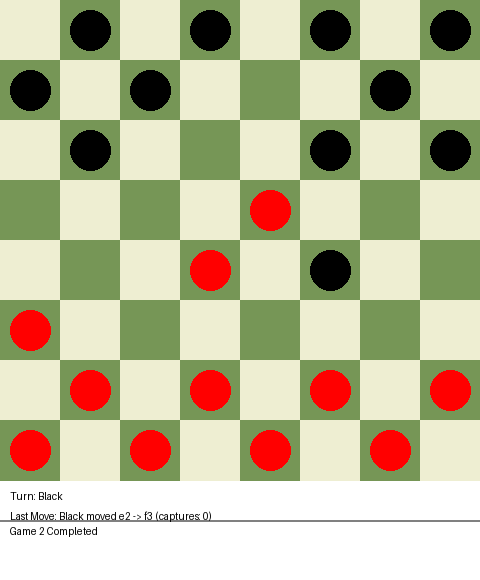 Turn: Black
Last Move: Black moved e2 -> f3 (captures: 0)
Game 2 Completed